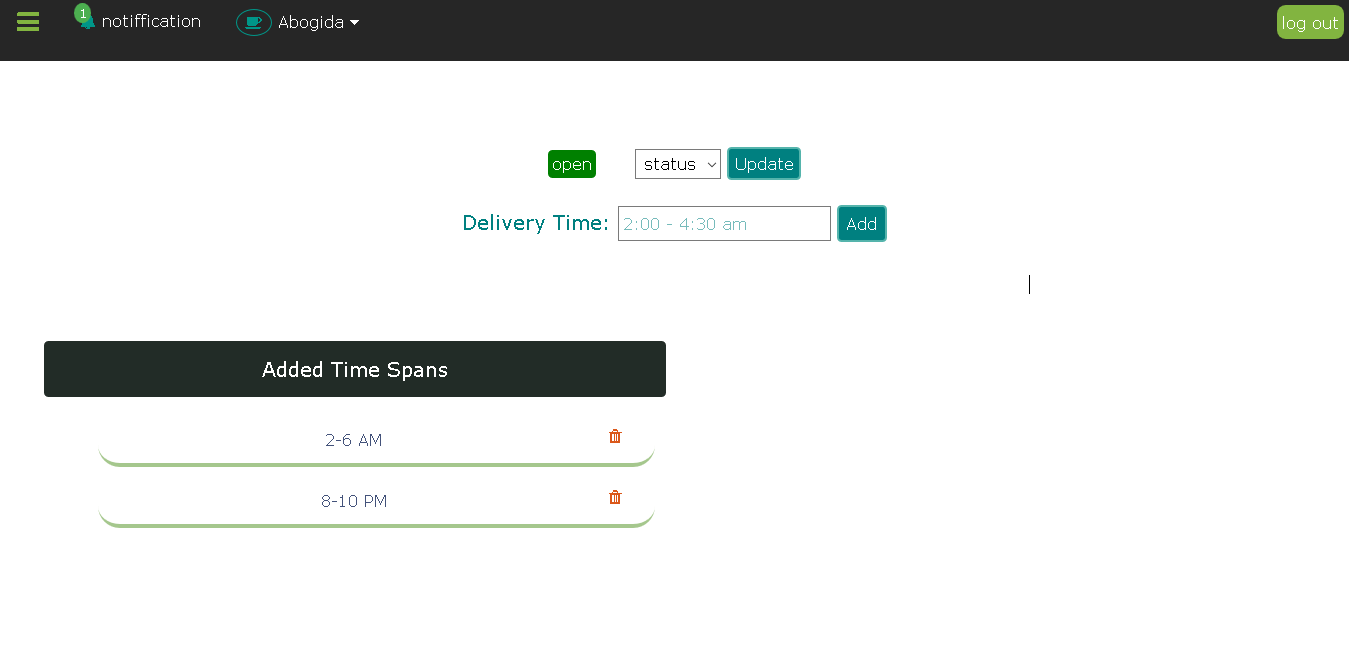 1 notiffication Abogida log out
open status Update
Delivery Time: 2:00 - 4:30 am Add
Added Time Spans
2-6 AM
8-10 PM